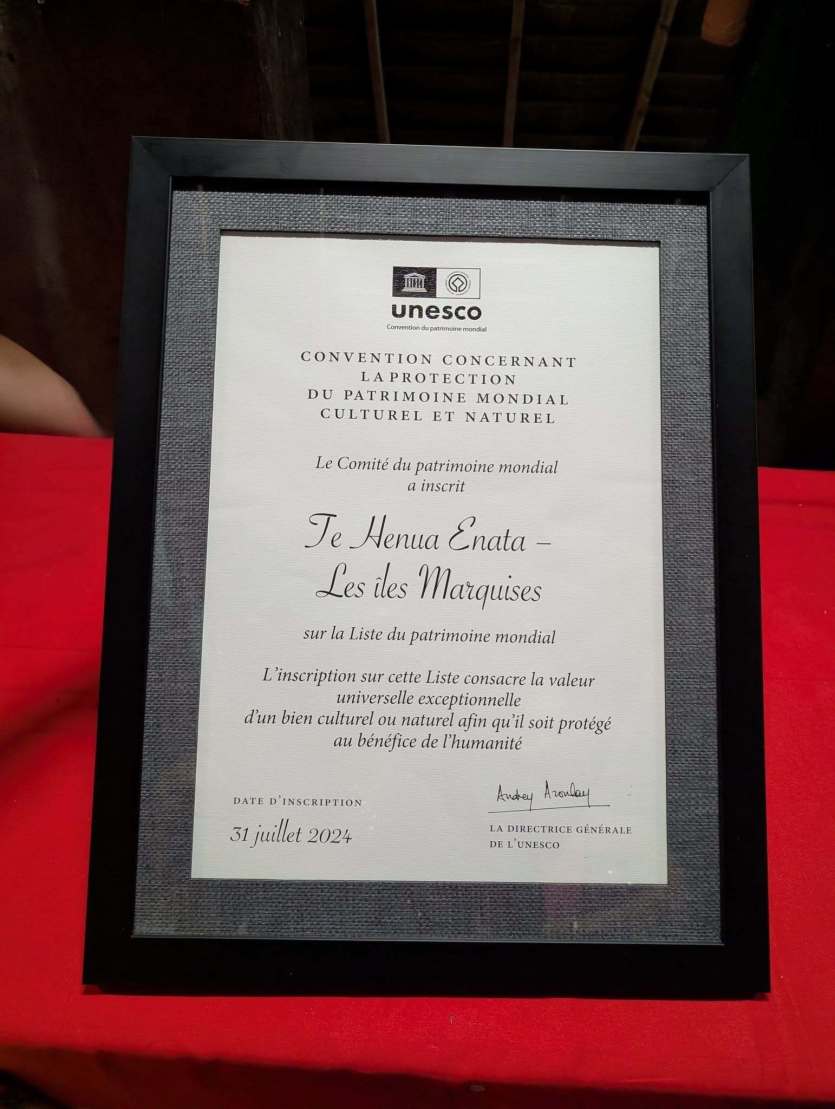 unesco
Convention du patrimoine mondial
CONVENTION CONCERNANT
LA PROTECTION
DU PATRIMOINE MONDIAL
CULTUREL ET NATUREL
Le Comité du patrimoine mondial
a inscrit
Te Henua Enata –
Les îles Marquises
sur la Liste du patrimoine mondial
L'inscription sur cette Liste consacre la valeur
universelle exceptionnelle
d'un bien culturel ou naturel afin qu'il soit protégé
au bénéfice de l'humanité
DATE D'INSCRIPTION
31 juillet 2024
Audrey Azoulay
LA DIRECTRICE GÉNÉRALE
DE L'UNESCO